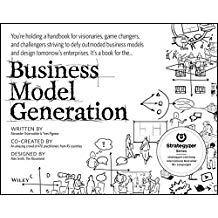 You're holding a handbook for visionaries, game changers,
and challengers striving to defy outmoded business models
and design tomorrow's enterprises. It's a book for the...
Business
Model
Generation
WRITTEN BY
Alexander Osterwalder & Yves Pigneur
CO-CREATED BY
An amazing crowd of 470 practitioners from 45 countries
DESIGNED BY
Alan Smith, The Movement
WILEY
Strategyzer
Series